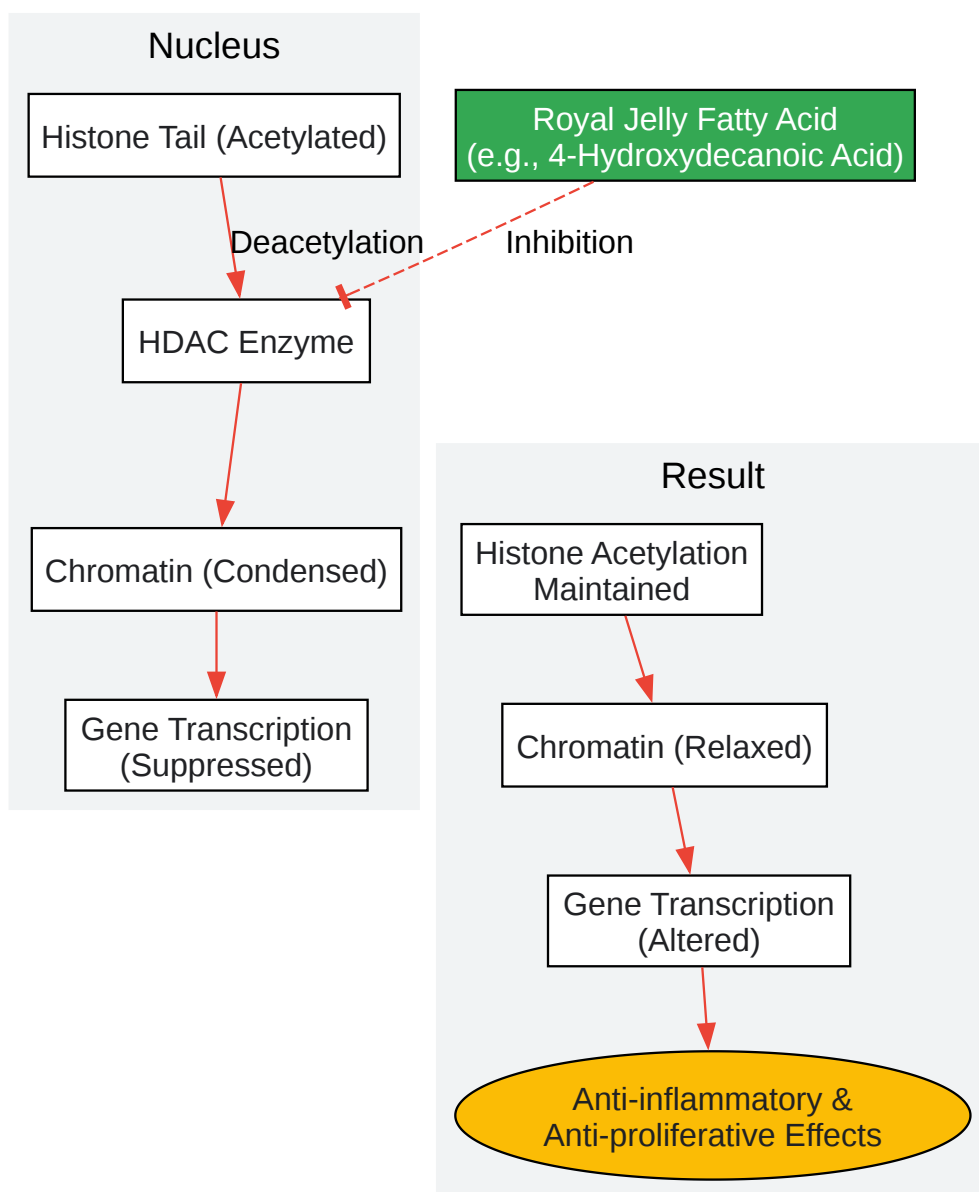 Nucleus
Histone Tail (Acetylated)
Royal Jelly Fatty Acid
(e.g., 4-Hydroxydecanoic Acid)
Deacetylation
Inhibition
HDAC Enzyme
Chromatin (Condensed)
Gene Transcription
(Suppressed)
Result
Histone Acetylation
Maintained
Chromatin (Relaxed)
Gene Transcription
(Altered)
Anti-inflammatory &
Anti-proliferative Effects